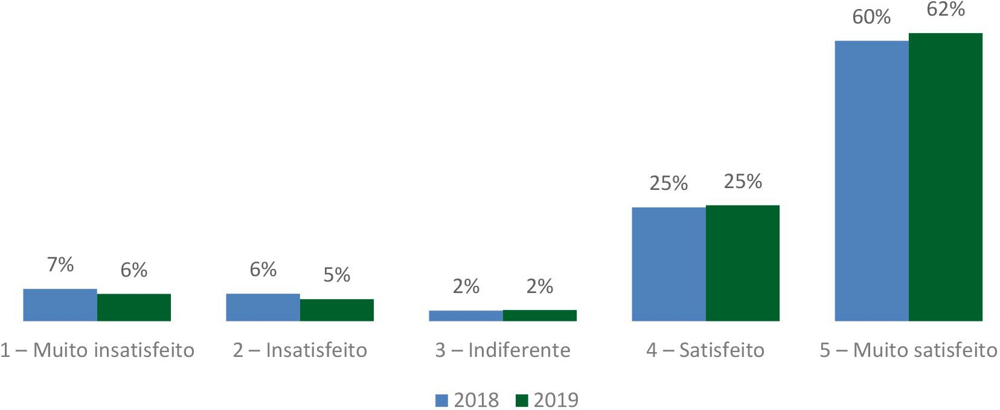 60% 62%
25% 25%
7% 6% 6% 5% 2% 2%
1 – Muito insatisfeito 2 – Insatisfeito 3 – Indiferente 4 – Satisfeito 5 – Muito satisfeito
2018 2019